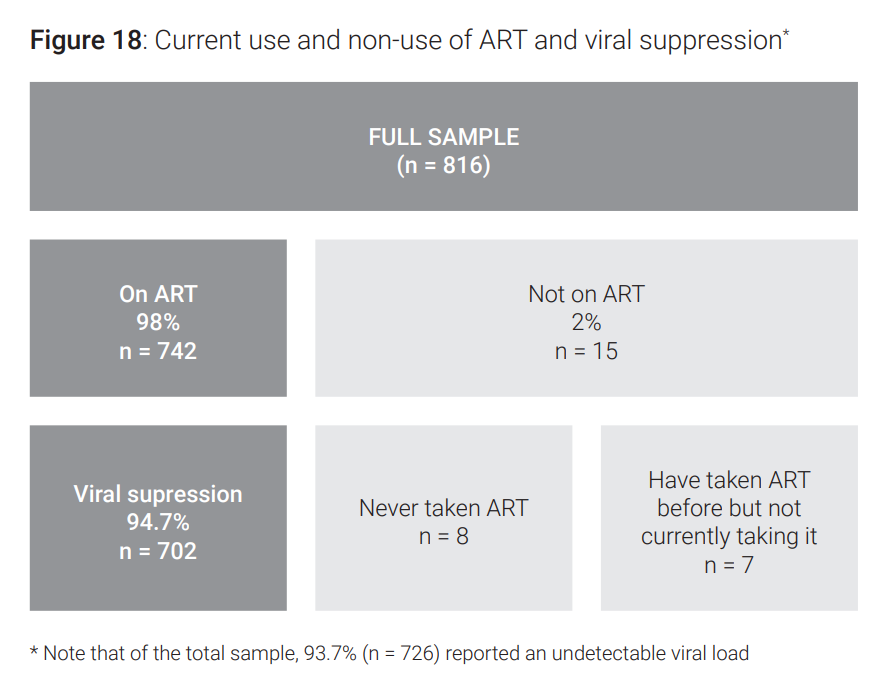 Figure 18: Current use and non-use of ART and viral suppression*
FULL SAMPLE
(n = 816)
On ART
98%
n = 742
Not on ART
2%
n = 15
Viral supression
94.7%
n = 702
Never taken ART
n = 8
Have taken ART
before but not
currently taking it
n = 7
* Note that of the total sample, 93.7% (n = 726) reported an undetectable viral load